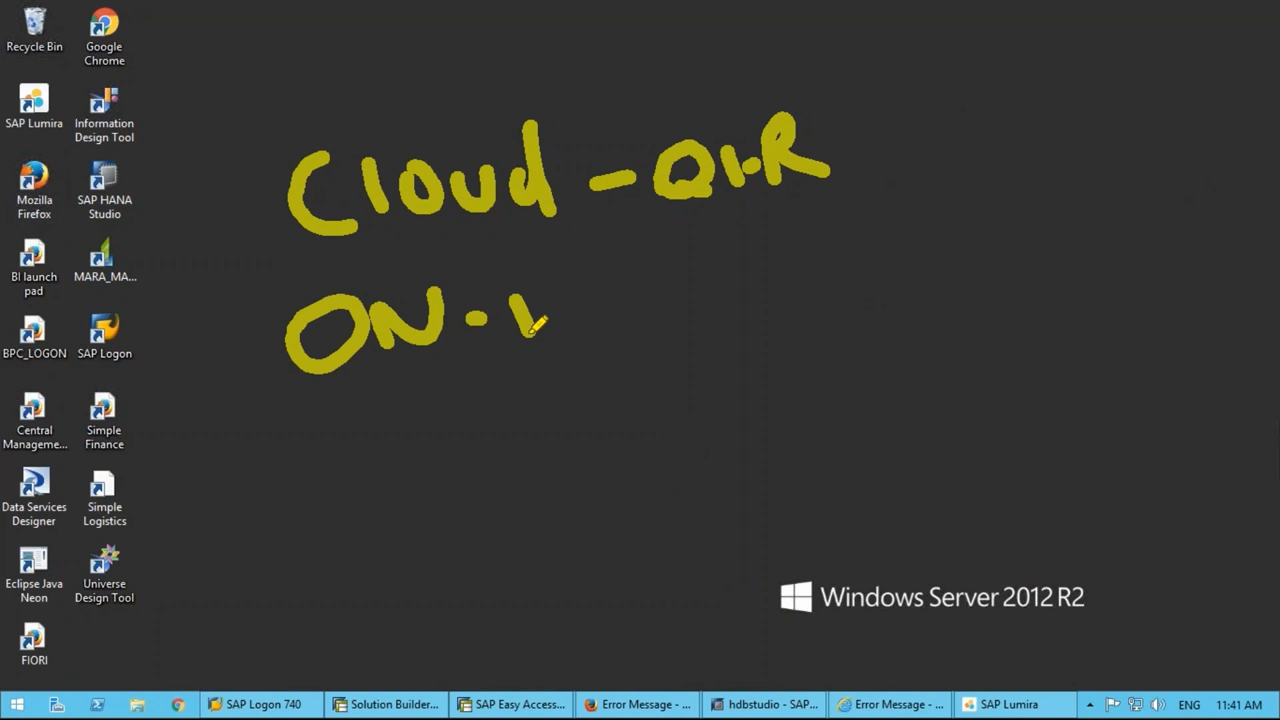 Recycle Bin
Google
Chrome
SAP Lumira
Information
Design Tool
Mozilla
Firefox
SAP HANA
Studio
BI launch
pad
MARA_MA...
BPC_LOGON
SAP Logon
Central
Manageme...
Simple
Finance
Data Services
Designer
Simple
Logistics
Eclipse Java
Neon
Universe
Design Tool
FIORI
Cloud -
ON -
Windows Server 2012 R2
SAP Logon 740
Solution Builder...
SAP Easy Access...
Error Message - ...
hdbstudio - SAP...
Error Message - ...
SAP Lumira
ENG
11:41 AM